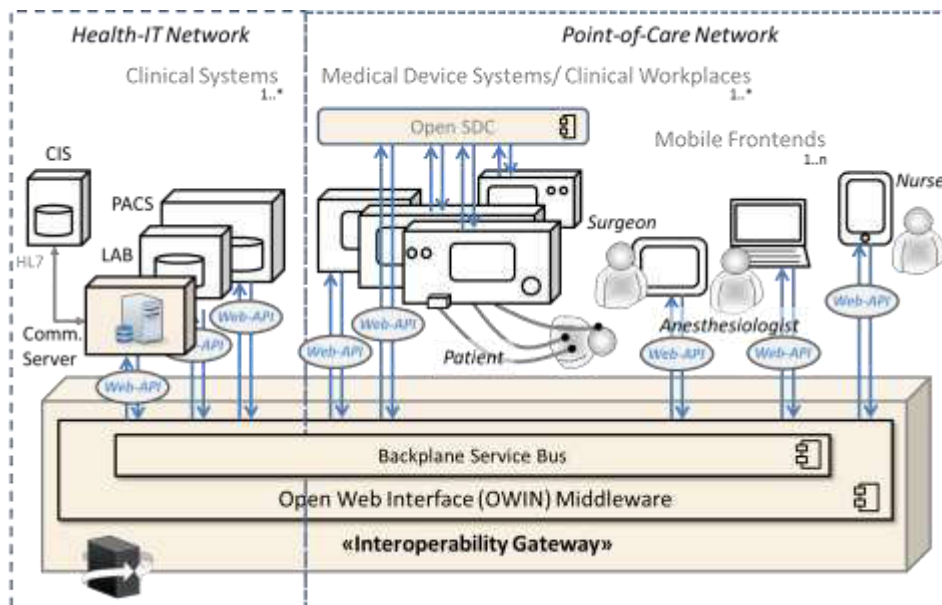 Health-IT Network
Point-of-Care Network
Clinical Systems
1..*
Medical Device Systems/ Clinical Workplaces
1..*
Open SDC
Mobile Frontends
1..n
CIS
PACS
LAB
HL7
Comm.
Server
Surgeon
Nurse
Anesthesiologist
Patient
Web-API
-API
Web-API
Web-API
Web-API
Web-API
Web-API
Web-API
Backplane Service Bus
Open Web Interface (OWIN) Middleware
«Interoperability Gateway»